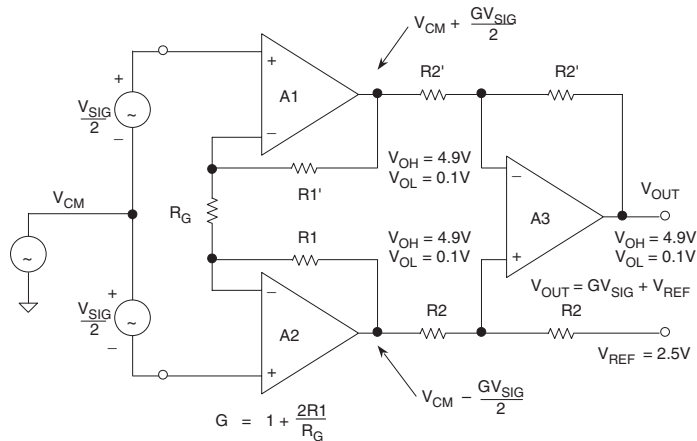 V_CM + GV_SIG/2
R2'
R2'
+
A1
−
+
V_SIG/2
~
−
V_OH = 4.9V
V_OL = 0.1V
R1'
−
A3
+
V_OUT
V_CM
R_G
R1
V_OH = 4.9V
V_OL = 0.1V
V_OH = 4.9V
V_OL = 0.1V
~
V_OUT = GV_SIG + V_REF
+
V_SIG/2
~
−
−
A2
+
R2
R2
V_REF = 2.5V
V_CM − GV_SIG/2
G = 1 + 2R1/R_G